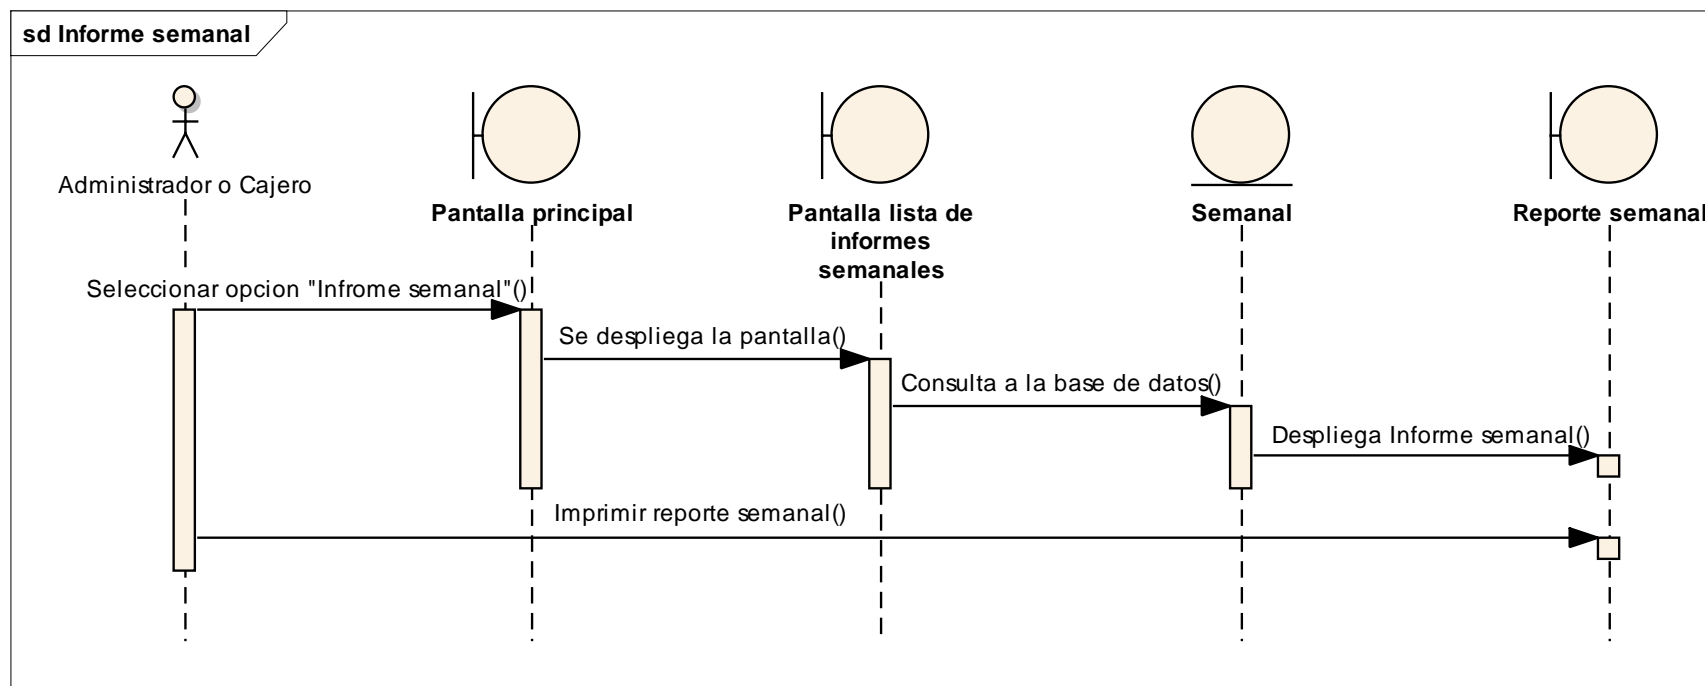 sd Informe semanal
Administrador o Cajero
Pantalla principal
Pantalla lista de
informes
semanales
Semanal
Reporte semanal
Seleccionar opcion "Infrome semanal"()
Se despliega la pantalla()
Consulta a la base de datos()
Despliega Informe semanal()
Imprimir reporte semanal()